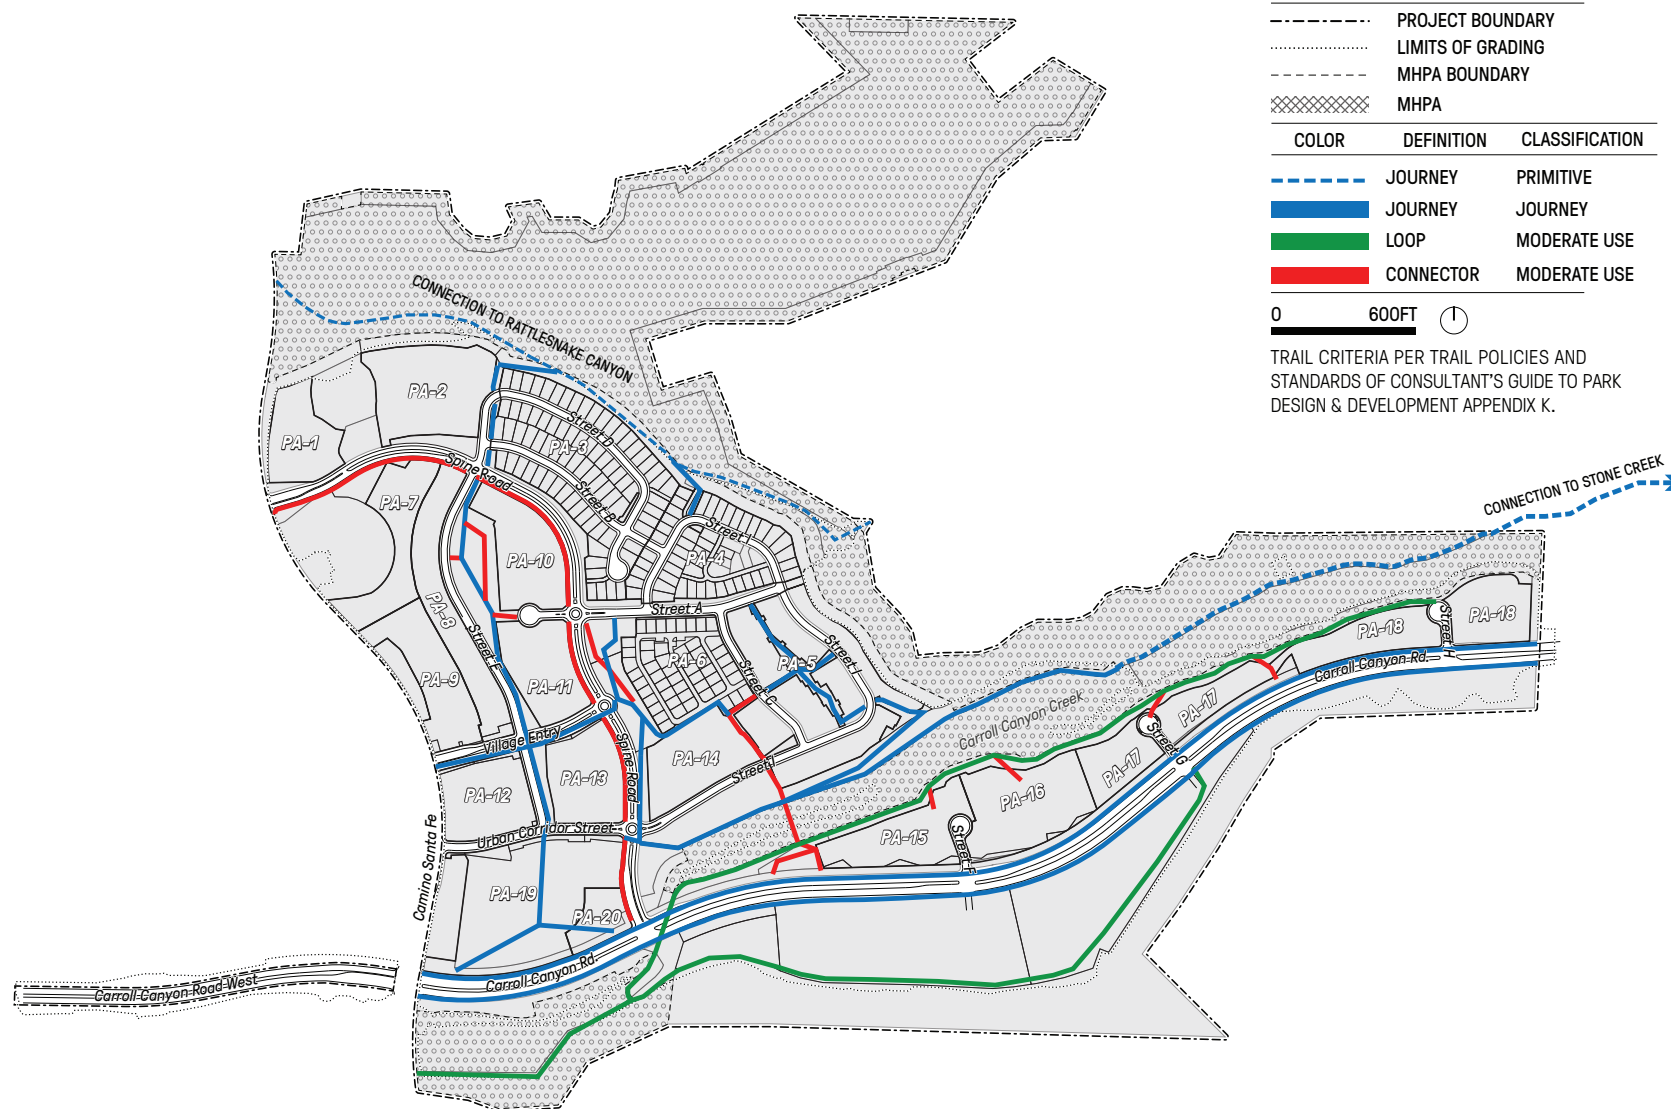 PROJECT BOUNDARY
LIMITS OF GRADING
MHPA BOUNDARY
MHPA
COLOR DEFINITION CLASSIFICATION
JOURNEY PRIMITIVE
JOURNEY JOURNEY
LOOP MODERATE USE
CONNECTOR MODERATE USE
0 600FT
TRAIL CRITERIA PER TRAIL POLICIES AND
STANDARDS OF CONSULTANT'S GUIDE TO PARK
DESIGN & DEVELOPMENT APPENDIX K.
CONNECTION TO RATTLESNAKE CANYON
CONNECTION TO STONE CREEK
PA-1
PA-2
PA-3
Street D
Street B
Spine Road
PA-7
PA-10
PA-4
Street J
Street A
PA-8
Street E
PA-9
PA-11
PA-6
PA-5
Street C
Street I
Village Entry
Spine Road
PA-12
PA-13
PA-14
Street I
Urban Corridor Street
Camino Santa Fe
PA-19
PA-20
Carroll Canyon Rd.
Carroll Canyon Road West
Carroll Canyon Creek
PA-15
Street F
PA-16
PA-17
Street G
PA-17
PA-18
Street H
PA-18
Carroll Canyon Rd.